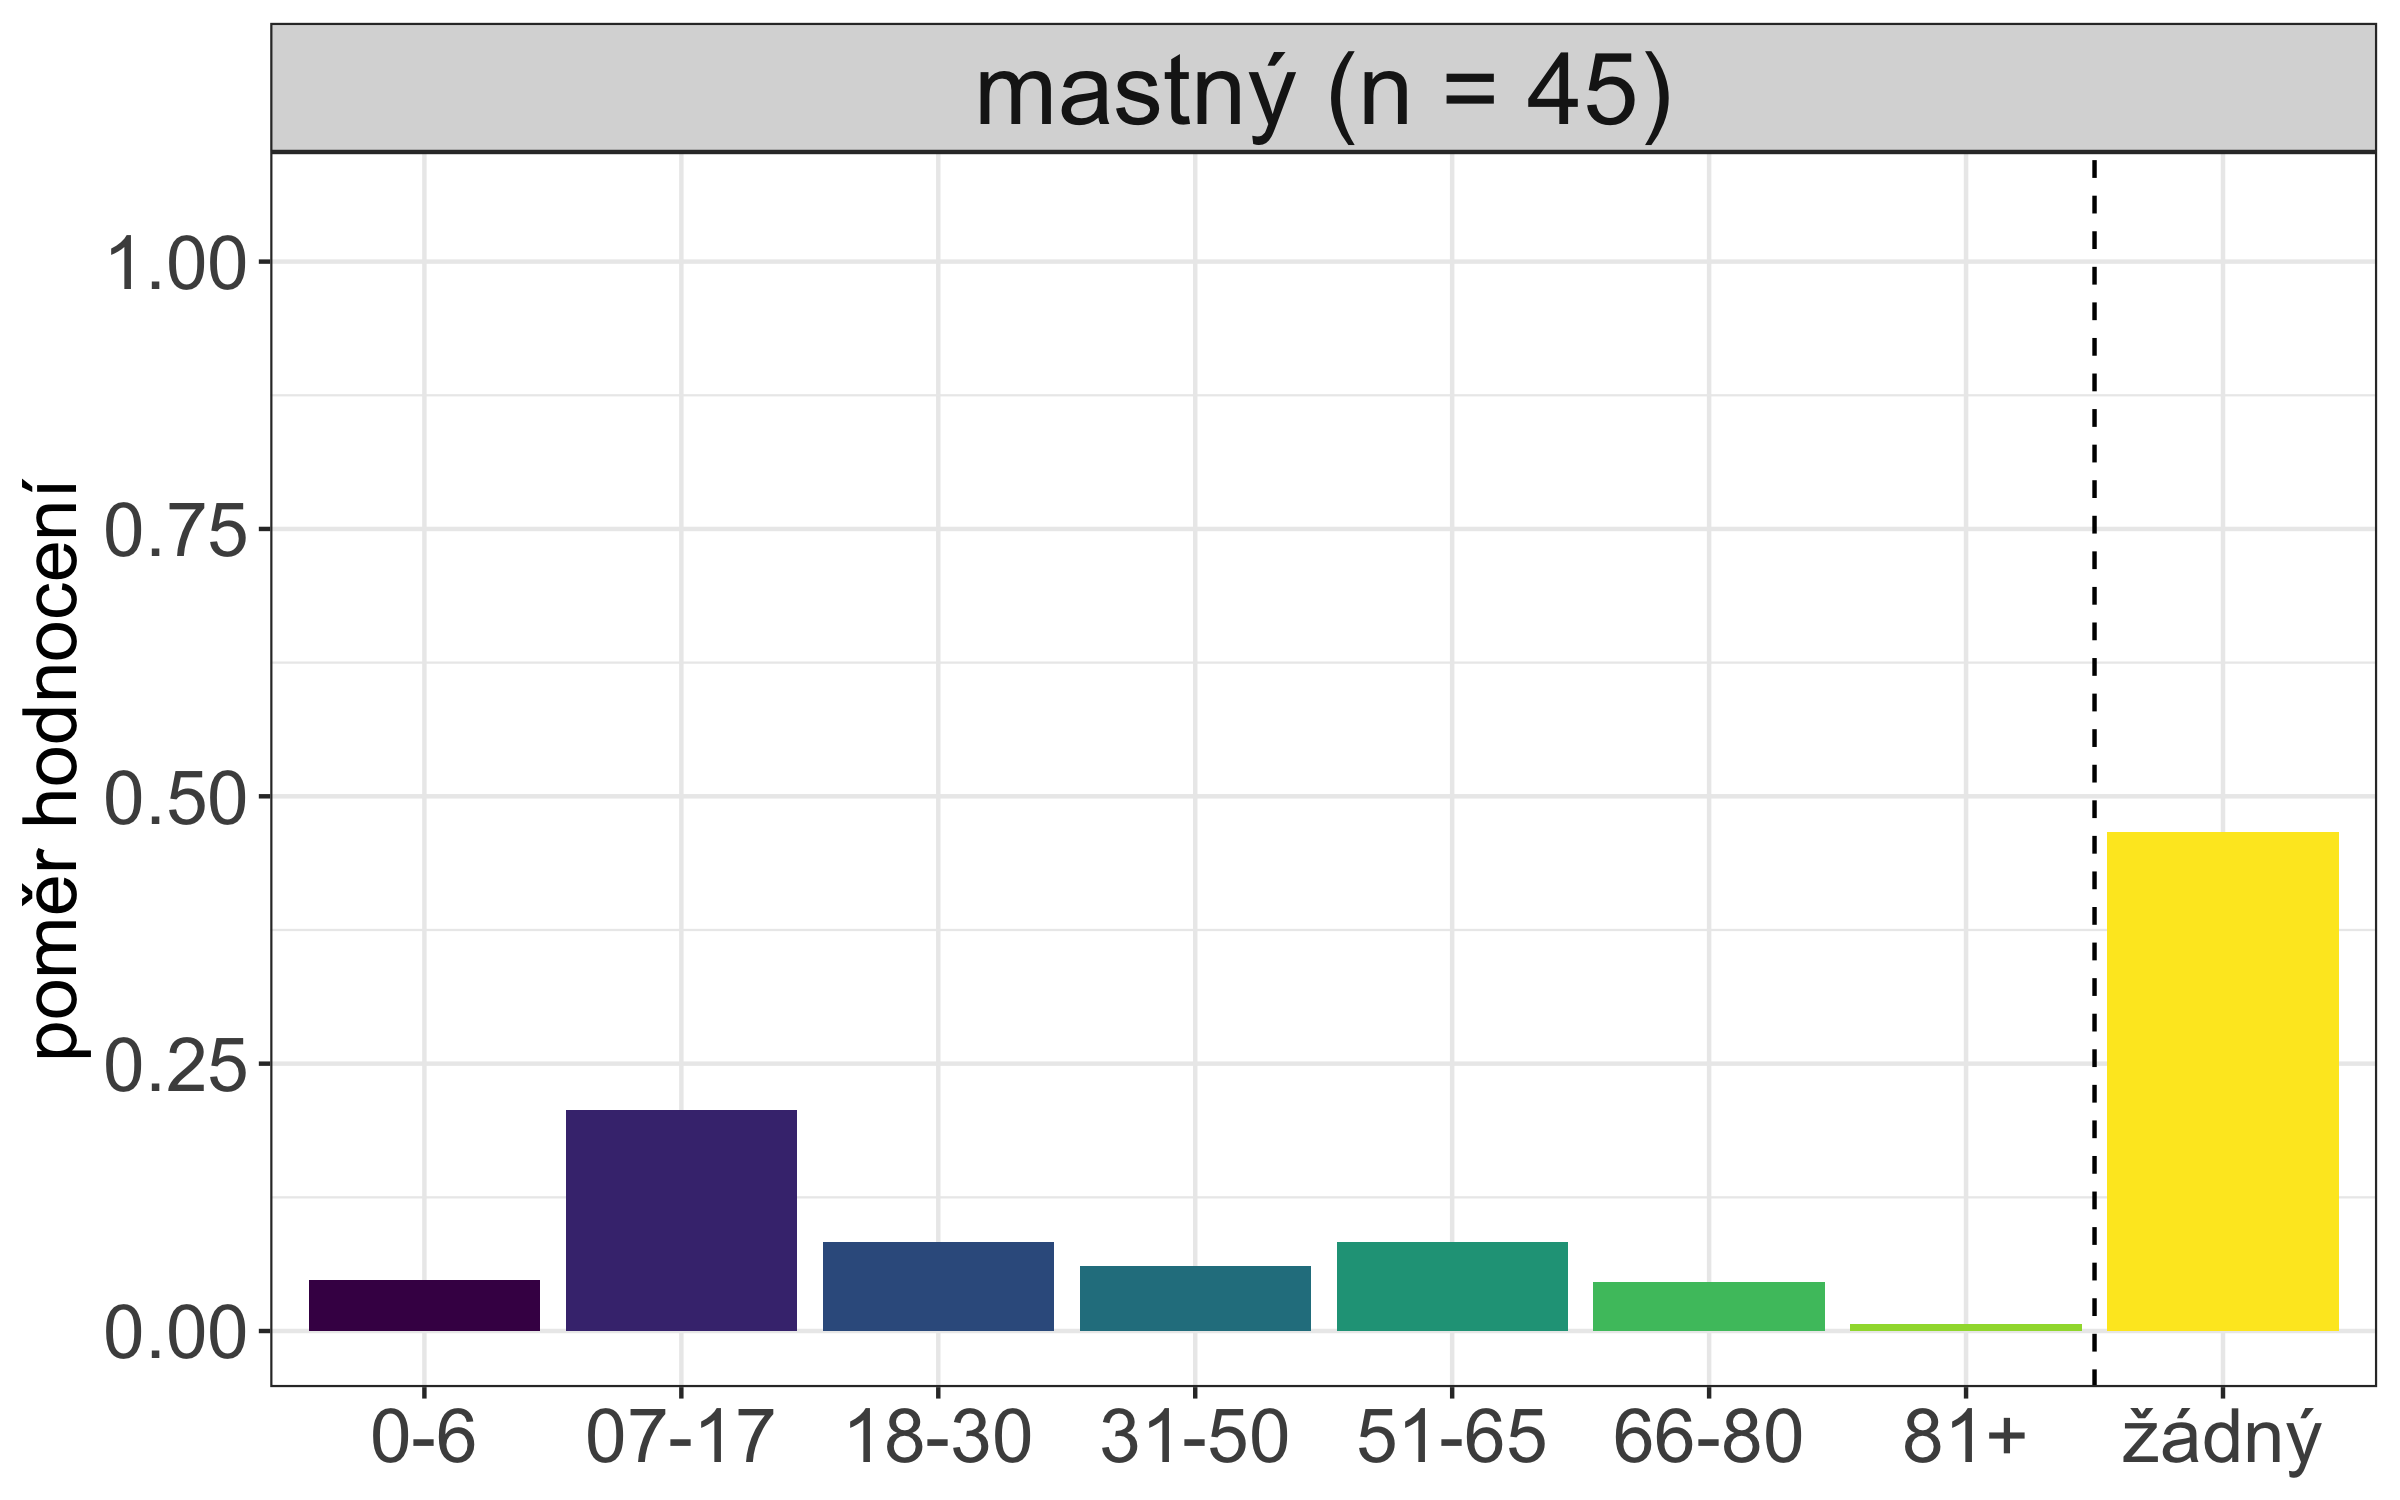 mastný (n = 45)
poměr hodnocení
1.00
0.75
0.50
0.25
0.00
0-6 07-17 18-30 31-50 51-65 66-80 81+ žádný